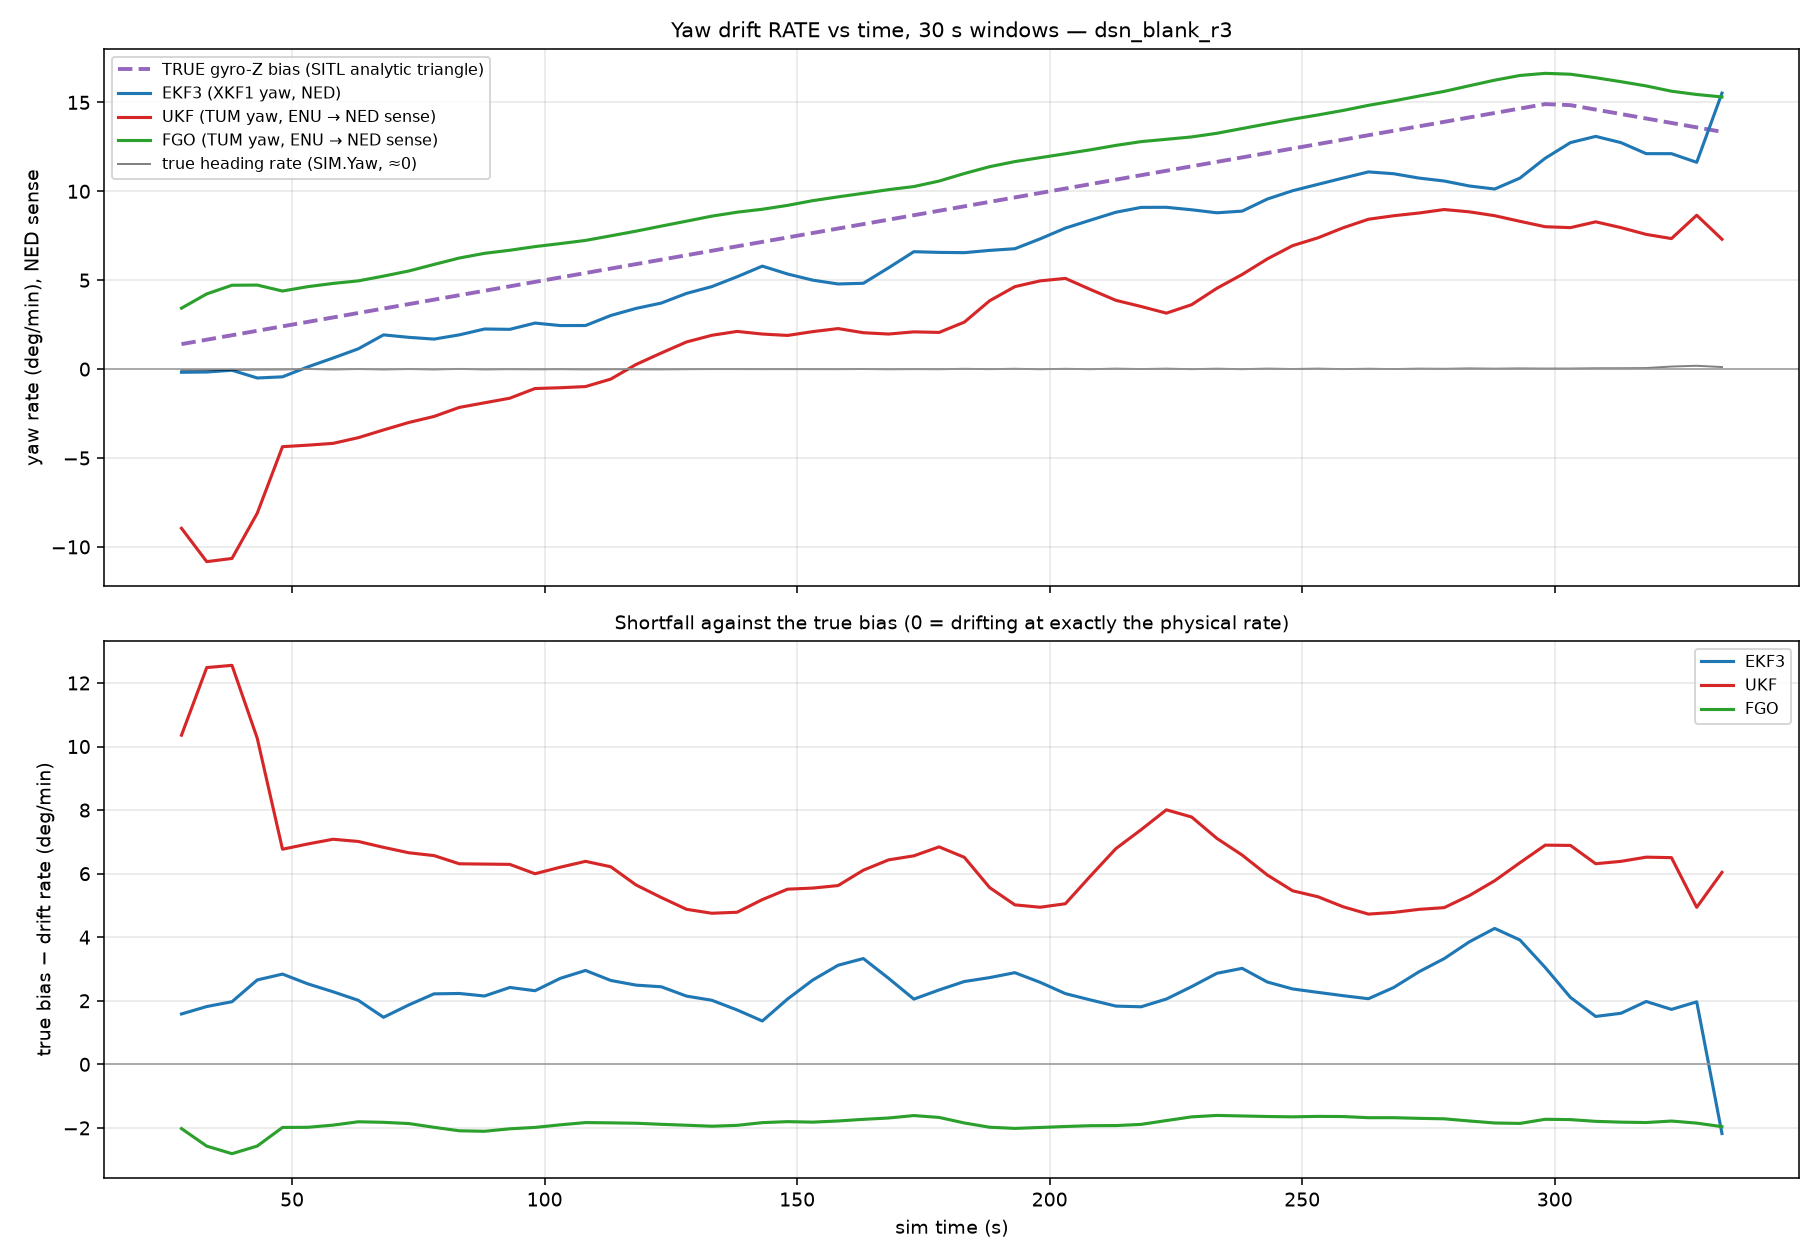 Yaw drift RATE vs time, 30 s windows — dsn_blank_r3
TRUE gyro-Z bias (SITL analytic triangle)
EKF3 (XKF1 yaw, NED)
UKF (TUM yaw, ENU → NED sense)
FGO (TUM yaw, ENU → NED sense)
true heading rate (SIM.Yaw, ≈0)
yaw rate (deg/min), NED sense
15
10
5
0
−5
−10
Shortfall against the true bias (0 = drifting at exactly the physical rate)
EKF3
UKF
FGO
true bias − drift rate (deg/min)
12
10
8
6
4
2
0
−2
50
100
150
200
250
300
sim time (s)